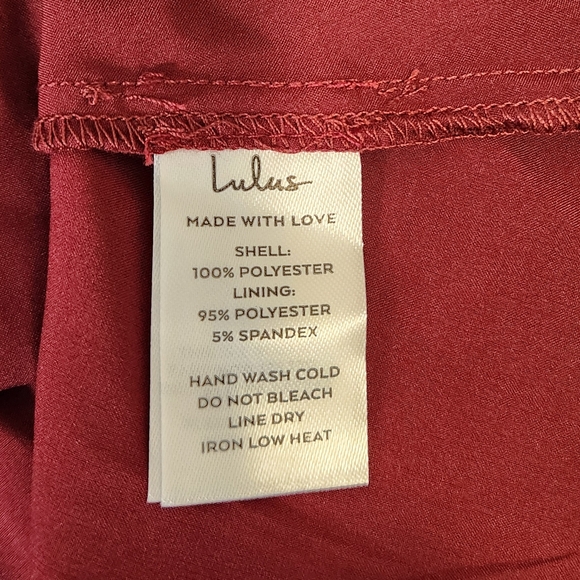 Lulus
MADE WITH LOVE
SHELL:
100% POLYESTER
LINING:
95% POLYESTER
5% SPANDEX
HAND WASH COLD
DO NOT BLEACH
LINE DRY
IRON LOW HEAT